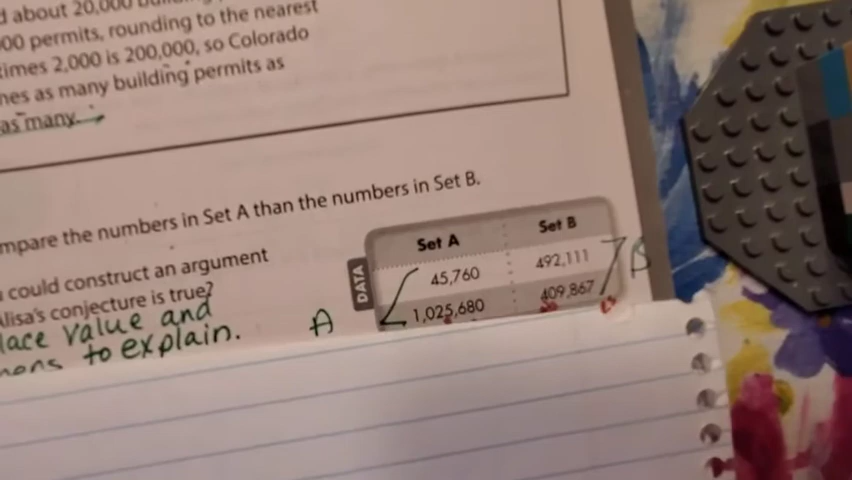 d about 20,000
00 permits, rounding to the nearest
times 2,000 is 200,000, so Colorado
nes as many building permits as
as many
mpare the numbers in Set A than the numbers in Set B.
could construct an argument
Alisa's conjecture is true?
lace value and
to explain.
A
DATA
Set A Set B
45,760 492,111
1,025,680 409,867
B